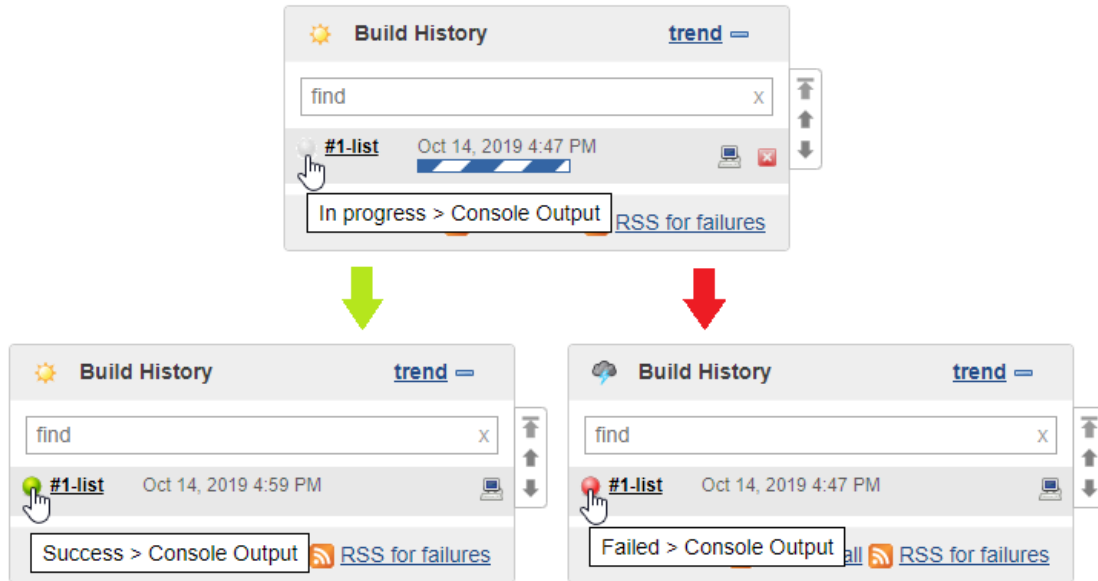 Build History trend
find x
#1-list Oct 14, 2019 4:47 PM
In progress > Console Output RSS for failures
Build History trend
find x
#1-list Oct 14, 2019 4:59 PM
Success > Console Output RSS for failures
Build History trend
find x
#1-list Oct 14, 2019 4:47 PM
Failed > Console Output all RSS for failures